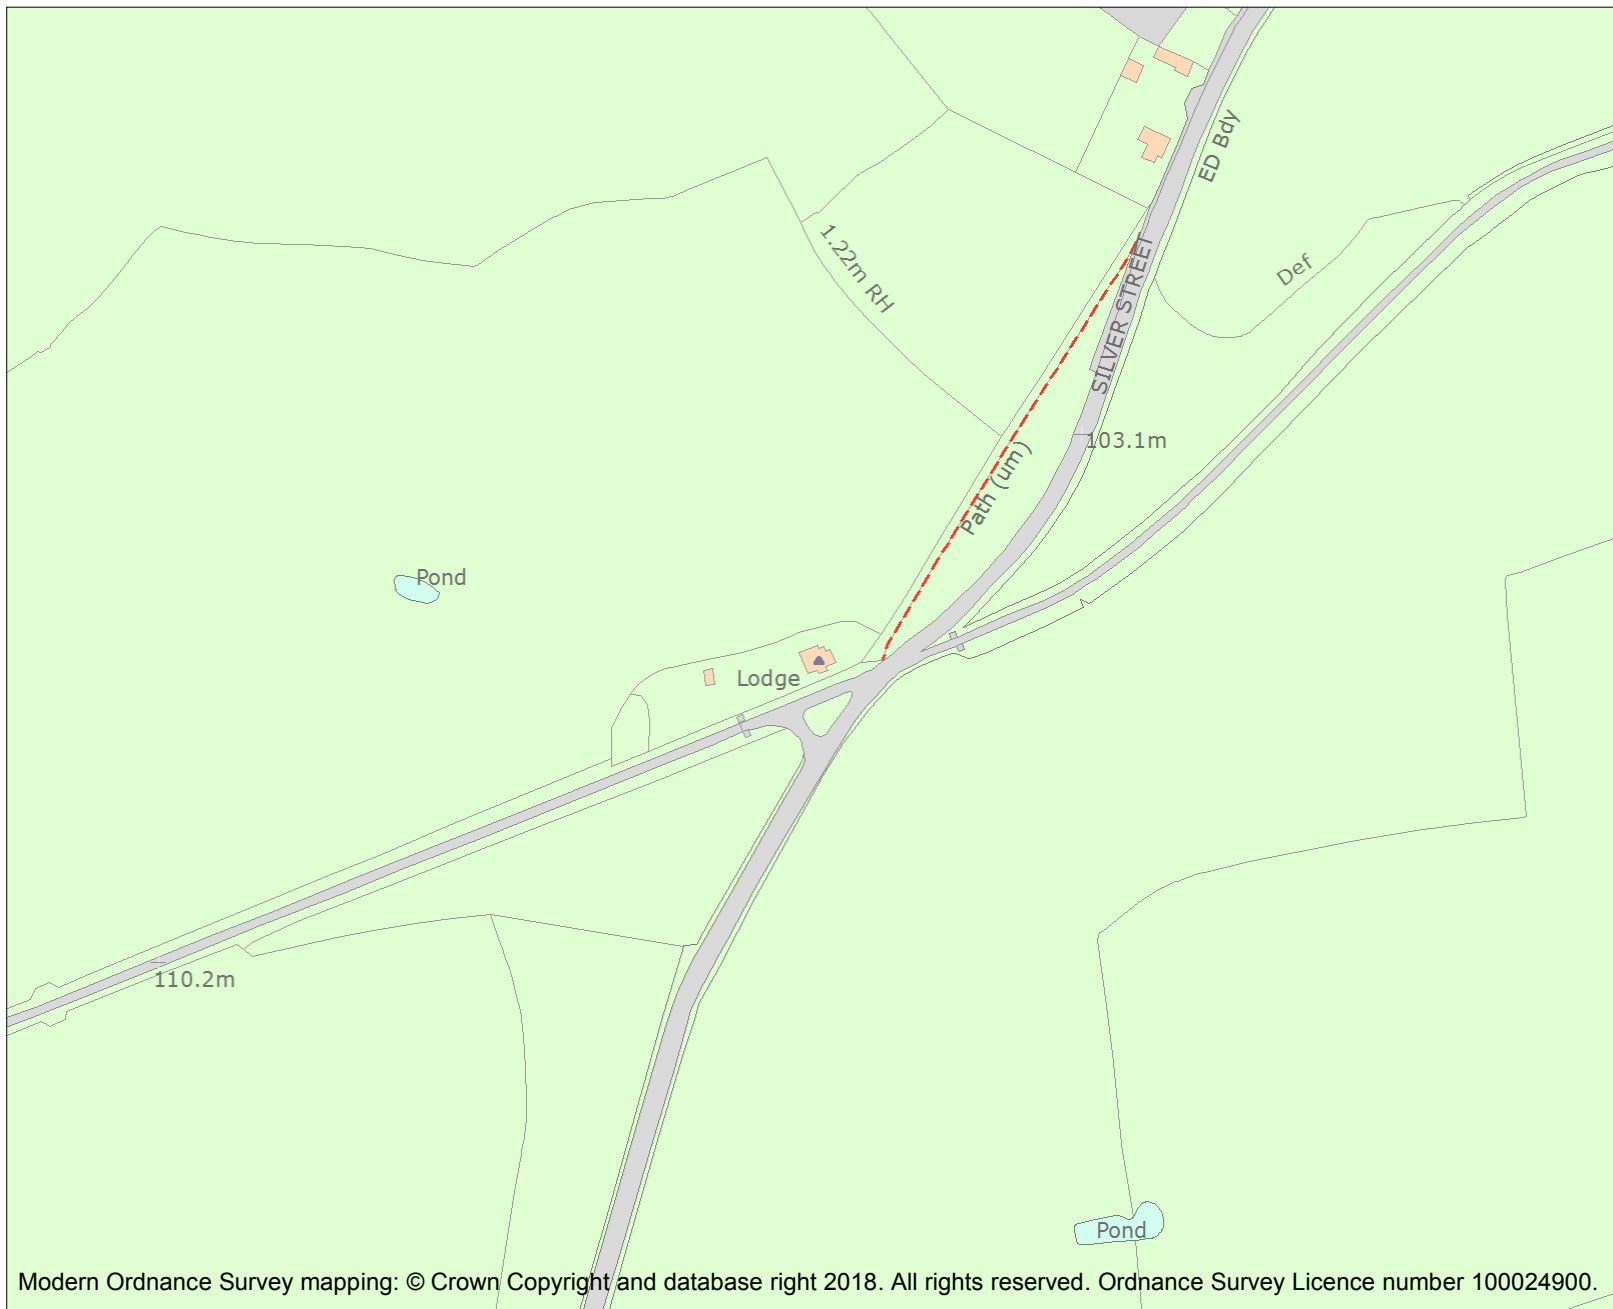 ED Bdy
1.22m RH
SILVER STREET
Def
103.1m
Path (um)
Pond
Lodge
110.2m
Pond
Modern Ordnance Survey mapping: © Crown Copyright and database right 2018. All rights reserved. Ordnance Survey Licence number 100024900.